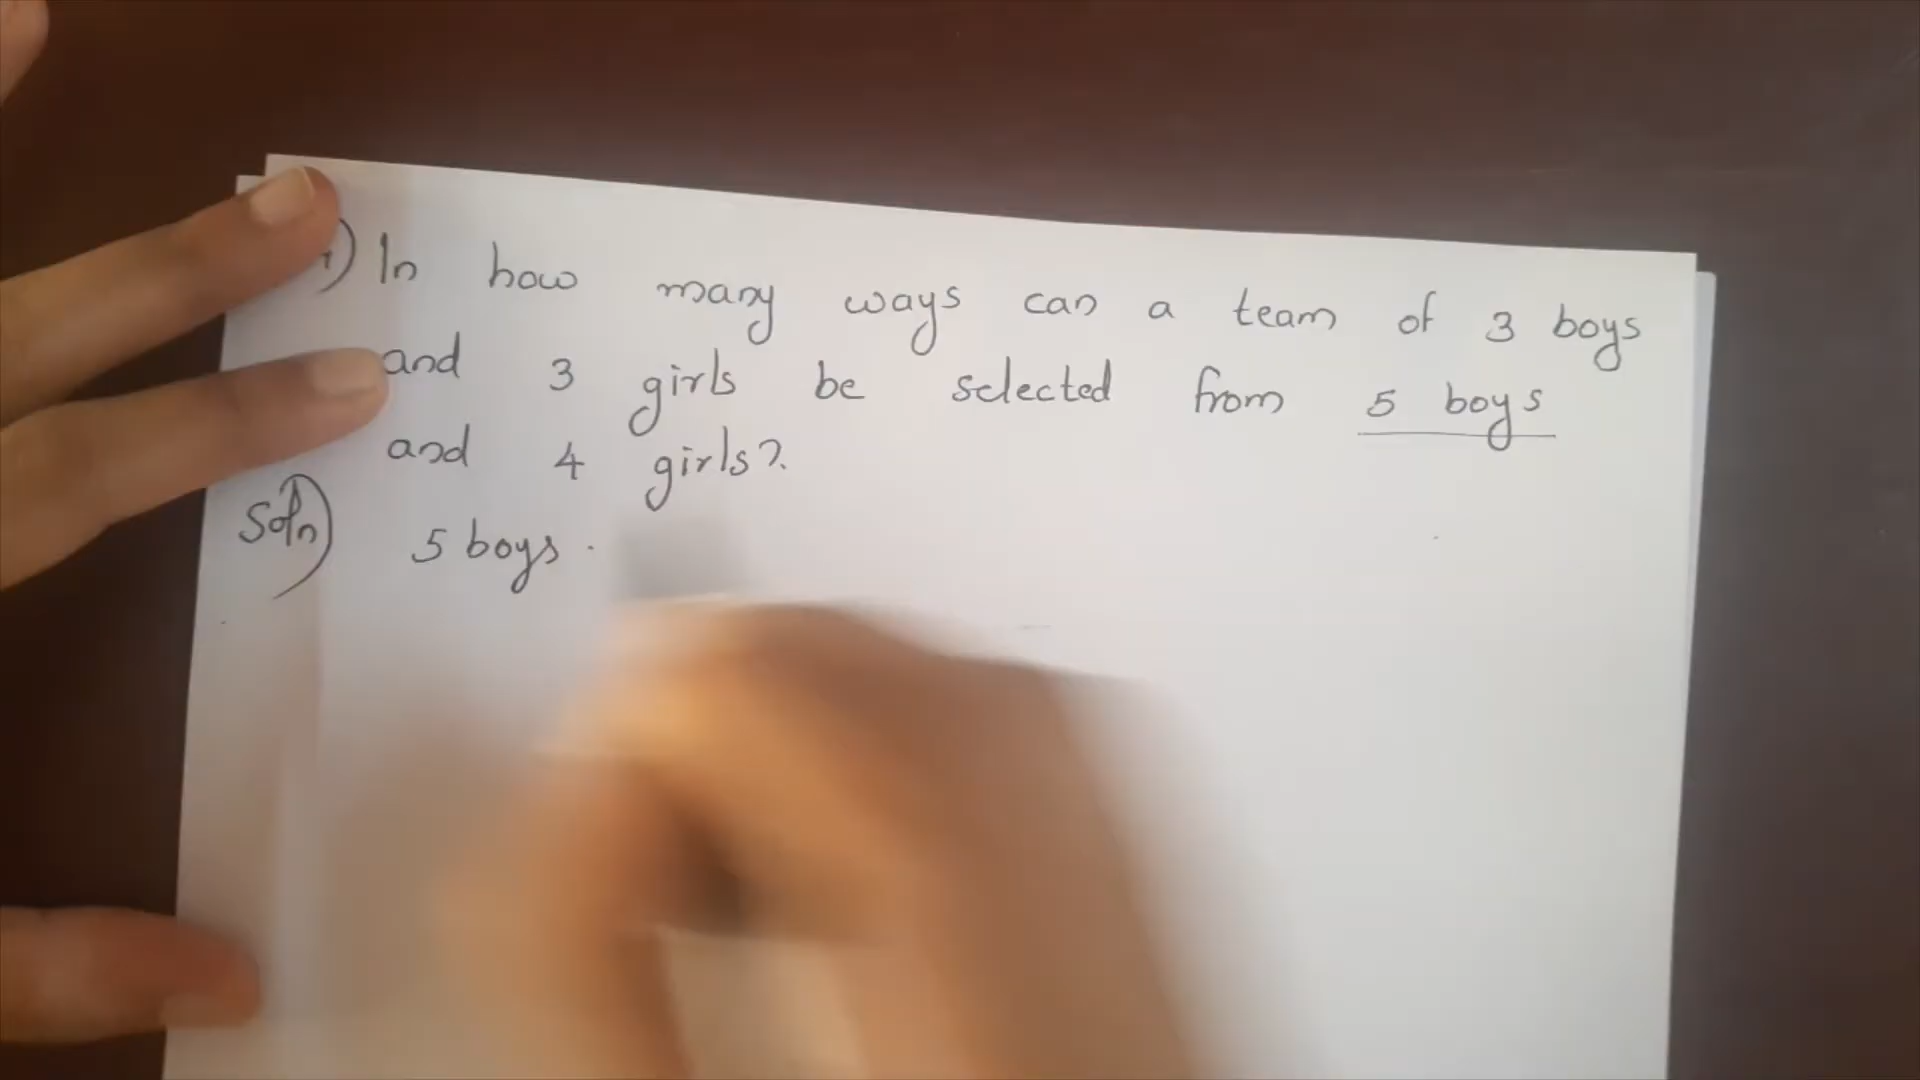 1) In how many ways can a team of 3 boys
and 3 girls be selected from 5 boys
and 4 girls?
Soln) 5 boys